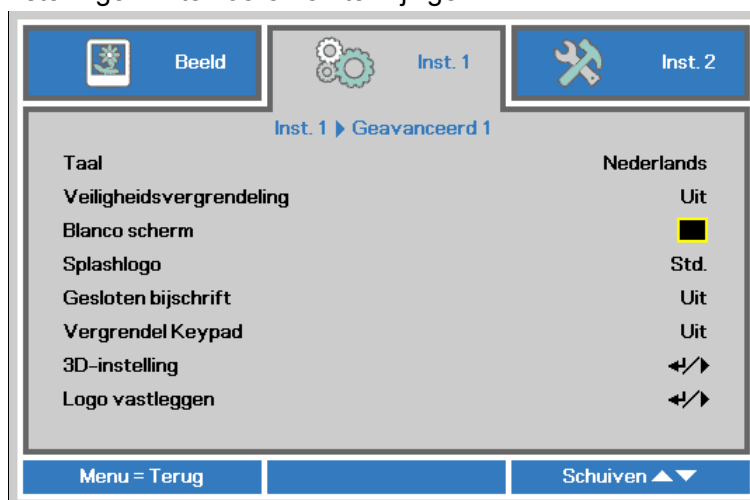 Beeld
Inst. 1
Inst. 2
Inst. 1 Geavanceerd 1
Taal Nederlands
Veiligheidsvergrendeling Uit
Blanco scherm
Splashlogo Std.
Gesloten bijschrift Uit
Vergrendel Keypad Uit
3D-instelling
Logo vastleggen
Menu = Terug
Schuiven